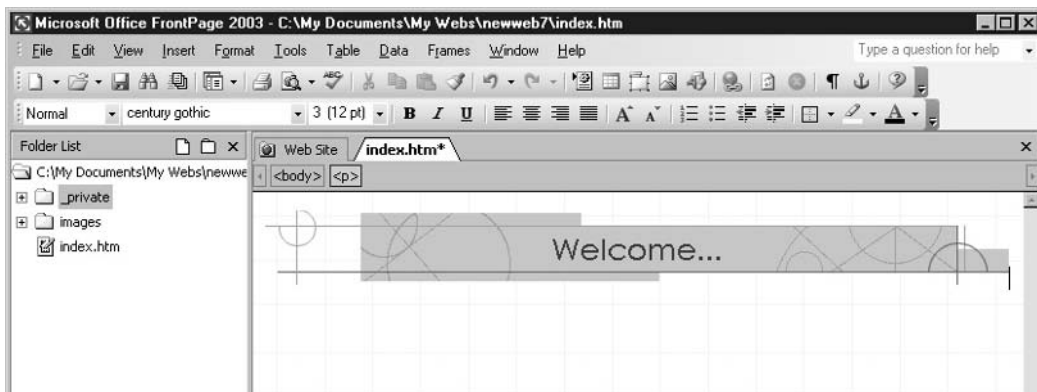 Microsoft Office FrontPage 2003 - C:\My Documents\My Webs\newweb7\index.htm
File Edit View Insert Format Tools Table Data Frames Window Help Type a question for help
ABC
Normal century gothic 3 (12 pt) B I U A A A
Folder List Web Site index.htm*
C:\My Documents\My Webs\newwe <body> <p>
_private
images
index.htm
Welcome...